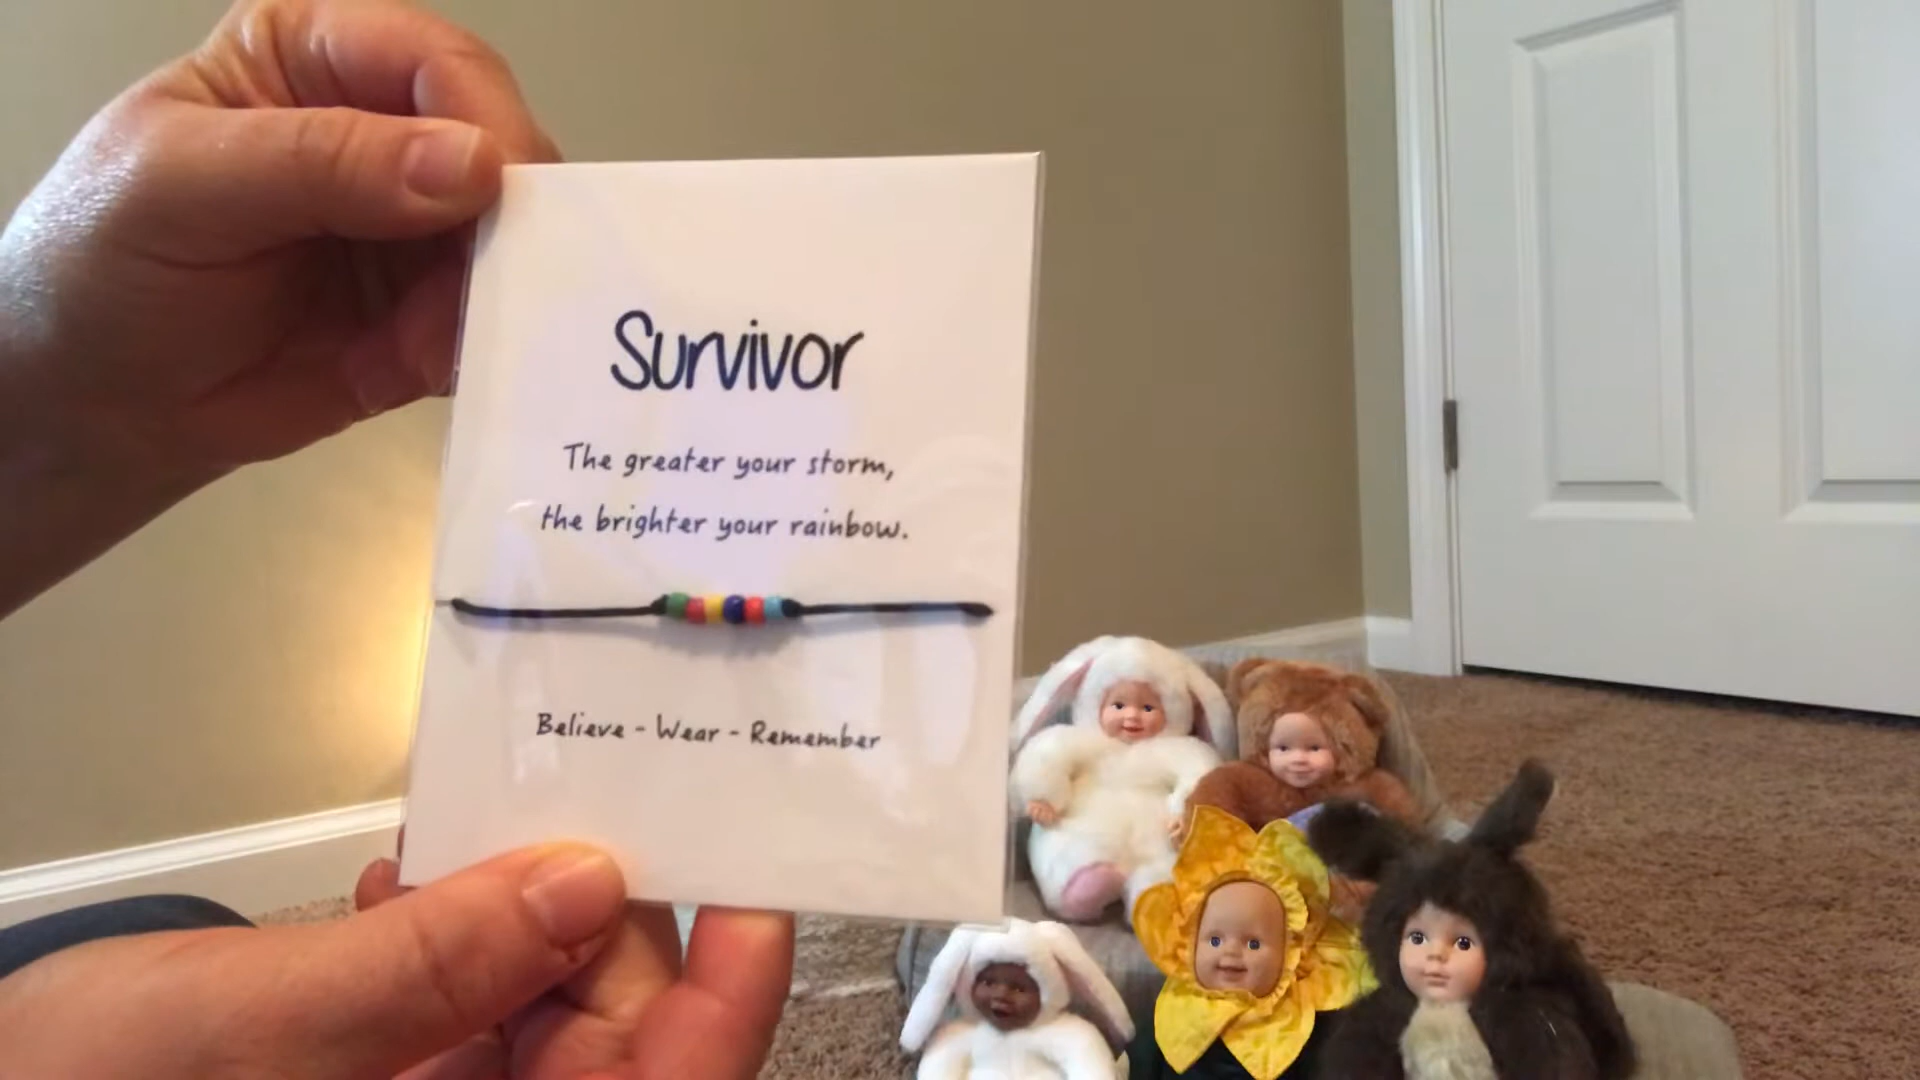 Survivor
The greater your storm,
the brighter your rainbow.
Believe - Wear - Remember